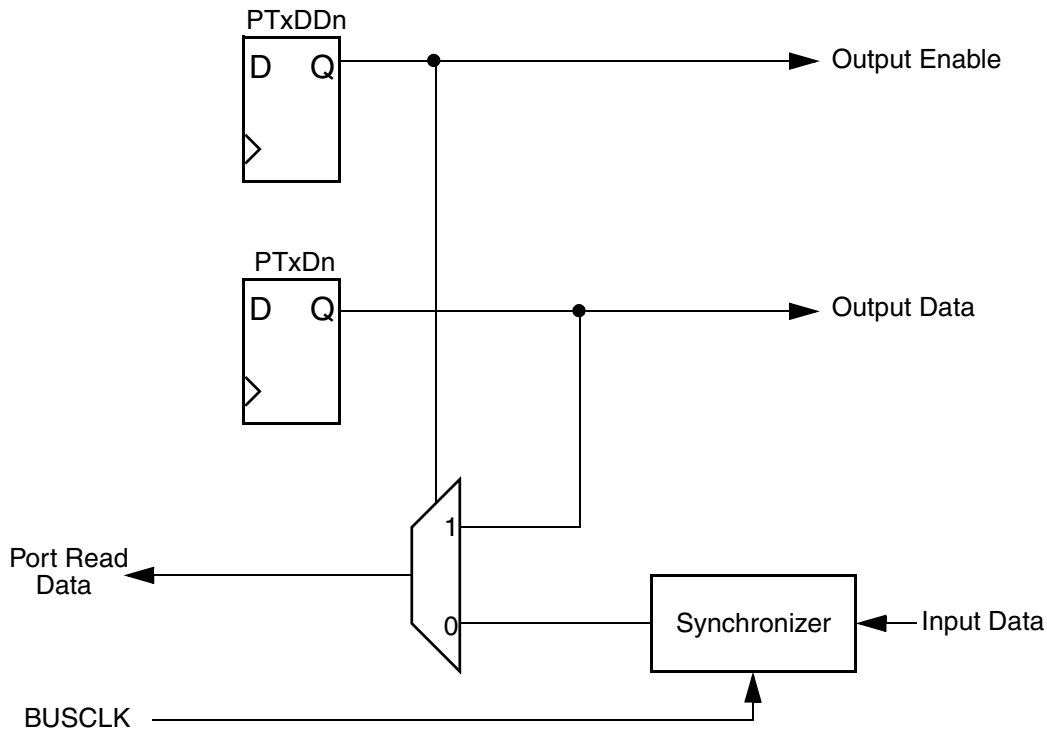 PTxDDn
D Q
Output Enable
PTxDn
D Q
Output Data
1
Port Read
Data
0
Synchronizer
Input Data
BUSCLK